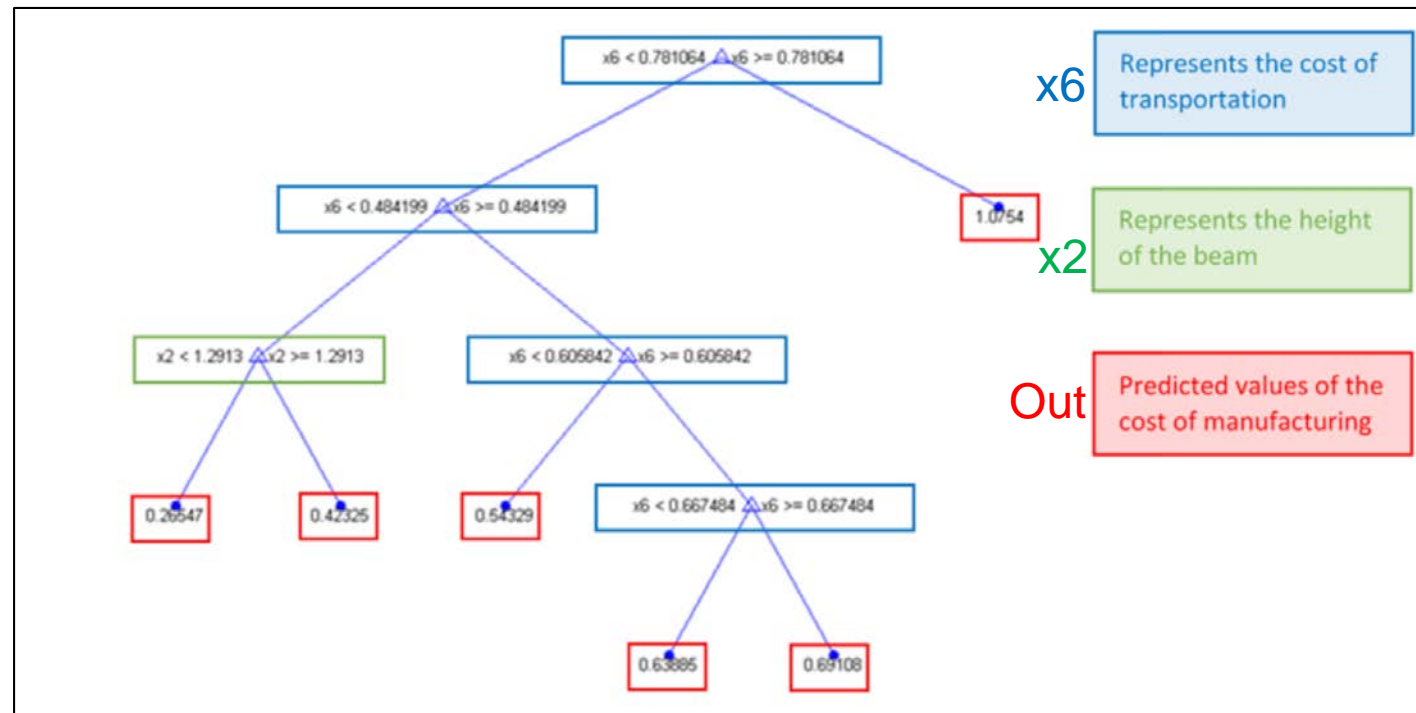 x6 < 0.781064 x6 >= 0.781064
x6
Represents the cost of
transportation
x6 < 0.484199 x6 >= 0.484199
1.0754
x2
Represents the height
of the beam
x2 < 1.2913 x2 >= 1.2913
x6 < 0.605842 x6 >= 0.605842
Out
Predicted values of the
cost of manufacturing
0.26547
0.42325
0.54329
x6 < 0.667484 x6 >= 0.667484
0.63885
0.69108